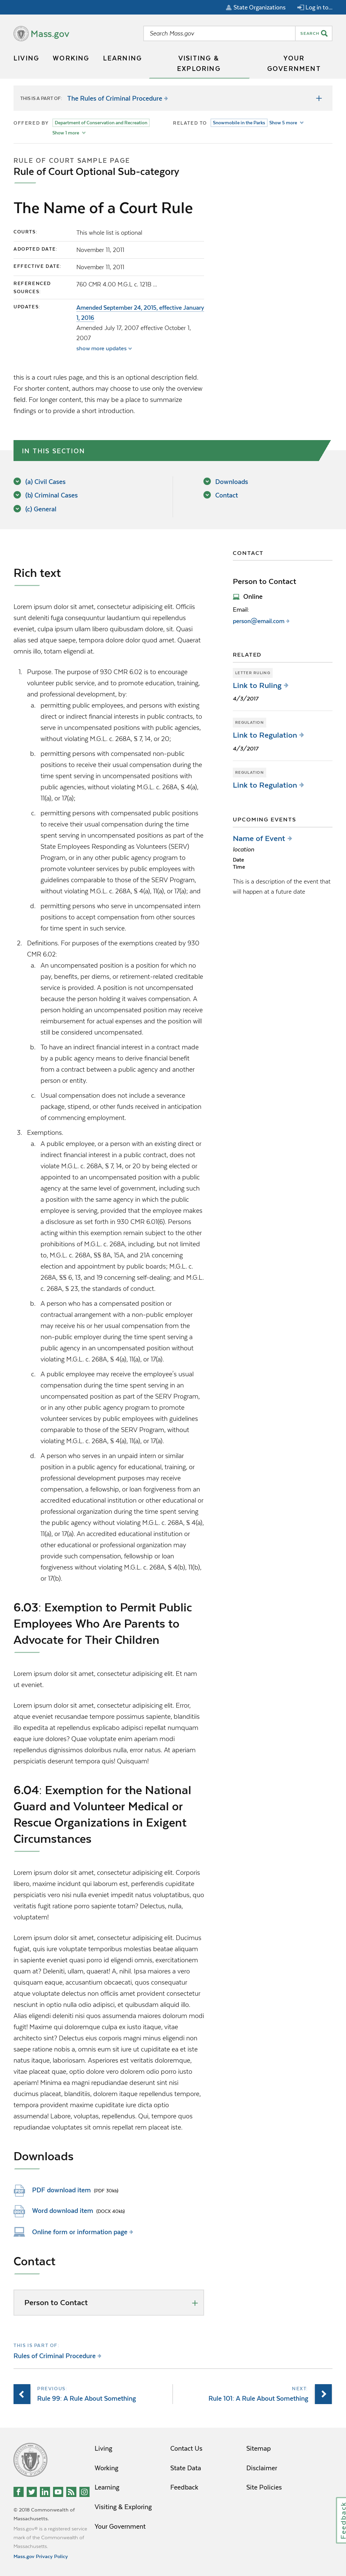 State Organizations
Log in to...
Mass.gov
Search Mass.gov
SEARCH
LIVING
WORKING
LEARNING
VISITING &
EXPLORING
YOUR
GOVERNMENT
THIS IS A PART OF:
The Rules of Criminal Procedure
OFFERED BY
Department of Conservation and Recreation
Show 1 more
RELATED TO
Snowmobile in the Parks
Show 5 more
RULE OF COURT SAMPLE PAGE
Rule of Court Optional Sub-category
The Name of a Court Rule
COURTS:
This whole list is optional
ADOPTED DATE:
November 11, 2011
EFFECTIVE DATE:
November 11, 2011
REFERENCED
SOURCES
760 CMR 4.00 M.G.L c. 121B ...
UPDATES:
Amended September 24, 2015, effective January
1, 2016
Amended July 17, 2007 effective October 1,
2007
show more updates
this is a court rules page, and this is an optional description field.
For shorter content, authors may choose to use only the overview
field. For longer content, this may be a place to summarize
findings or to provide a short introduction.
IN THIS SECTION
(a) Civil Cases
(b) Criminal Cases
(c) General
Downloads
Contact
Rich text
Lorem ipsum dolor sit amet, consectetur adipisicing elit. Officiis
sunt deleniti fuga consequuntur laudantium qui repellendus
eveniet, culpa ipsum ullam libero quibusdam dolorum, sit. Quasi
alias sed atque saepe, tempora dolore dolor quod amet quaerat.
omnis illo, totam eligendi at.
1. Purpose. The purpose of 930 CMR 6.02 is to encourage
volunteer public service, and to promote education, training,
and professional development, by:
a. permitting public employees, and persons with existing
direct or indirect financial interests in public contracts, to
serve in uncompensated positions with public agencies,
without violating M.G.L. c. 268A, § 7, 14, or 20;
b. permitting persons with compensated non-public
positions to receive their usual compensation during the
time spent serving in uncompensated positions with
public agencies, without violating M.G.L. c. 268A, § 4(a),
11(a), or 17(a);
c. permitting persons with compensated public positions
to receive their usual compensation during the time
spent serving in uncompensated positions as part of the
State Employees Responding as Volunteers (SERV)
Program, or in any other public agency program to
promote volunteer services by public employees with
guidelines comparable to those of the SERV Program,
without violating M.G.L. c. 268A, § 4(a), 11(a), or 17(a); and
d. permitting persons who serve in uncompensated intern
positions to accept compensation from other sources
for time spent in such service.
2. Definitions. For purposes of the exemptions created by 930
CMR 6.02:
a. An uncompensated position is a position for which no
pay, benefits, per diems, or retirement-related creditable
service is provided. A position is not uncompensated
because the person holding it waives compensation. A
person holding an uncompensated position may receive
reimbursement for actual expenses and the position will
still be considered uncompensated.
b. To have an indirect financial interest in a contract made
by a public agency means to derive financial benefit
from a contract between a public agency and another
person or entity.
c. Usual compensation does not include a severance
package, stipend, or other funds received in anticipation
of commencing employment.
3. Exemptions.
a. A public employee, or a person with an existing direct or
indirect financial interest in a public contract, does not
violate M.G.L. c. 268A, § 7, 14, or 20 by being elected or
appointed to an uncompensated position with a public
agency at the same level of government, including such
a position with the same agency in which the public
employee is serving, provided that the employee makes
a disclosure as set forth in 930 CMR 6.01(6). Persons
acting within this exemption remain subject to the other
prohibitions of M.G.L. c. 268A, including, but not limited
to, M.G.L. c. 268A, §§ 8A, 15A, and 21A concerning
election and appointment by public boards; M.G.L. c.
268A, §§ 6, 13, and 19 concerning self-dealing; and M.G.L.
c. 268A, § 23, the standards of conduct.
b. A person who has a compensated position or
contractual arrangement with a non-public employer
may receive his or her usual compensation from the
non-public employer during the time spent serving a
public agency in an uncompensated position without
violating M.G.L. c. 268A, § 4(a), 11(a), or 17(a).
c. A public employee may receive the employee's usual
compensation during the time spent serving in an
uncompensated position as part of the SERV Program,
or in any other public agency program to promote
volunteer services by public employees with guidelines
comparable to those of the SERV Program, without
violating M.G.L. c. 268A, § 4(a), 11(a), or 17(a).
d. A person who serves in an unpaid intern or similar
position in a public agency for educational, training, or
professional development purposes may receive
compensation, a fellowship, or loan forgiveness from an
accredited educational institution or other educational or
professional organization during the time spent serving
the public agency without violating M.G.L. c. 268A, § 4(a),
11(a), or 17(a). An accredited educational institution or
other educational or professional organization may
provide such compensation, fellowship or loan
forgiveness without violating M.G.L. c. 268A, § 4(b), 11(b),
or 17(b).
6.03: Exemption to Permit Public
Employees Who Are Parents to
Advocate for Their Children
Lorem ipsum dolor sit amet, consectetur adipisicing elit. Et nam
ut eveniet.
Lorem ipsum dolor sit amet, consectetur adipisicing elit. Error,
atque eveniet recusandae tempore possimus sapiente, blanditiis
illo expedita at repellendus explicabo adipisci repellat numquam
eaque iure dolores? Quae voluptate enim aperiam modi
repellendus dignissimos doloribus nulla, error natus. At aperiam
perspiciatis deserunt tempora quis! Quisquam!
6.04: Exemption for the National
Guard and Volunteer Medical or
Rescue Organizations in Exigent
Circumstances
Lorem ipsum dolor sit amet, consectetur adipisicing elit. Corporis
libero, maxime incidunt qui laborum est, perferendis cupiditate
perspiciatis vero nisi nulla eveniet impedit natus voluptatibus, quo
veritatis optio fugiat porro sapiente totam? Delectus, nulla,
voluptatem!
Lorem ipsum dolor sit amet, consectetur adipisicing elit. Ducimus
fugiat, quis iure voluptate temporibus molestias beatae aliquam
in sapiente eveniet quasi porro id eligendi omnis, exercitationem
quam at? Deleniti, ullam, quaerat! A, nihil. Ipsa maiores a vero
quisquam eaque, accusantium obcaecati, quos consequatur
atque voluptate delectus non officiis amet provident consectetur
nesciunt in optio nulla odio adipisci, et quibusdam aliquid illo.
Alias eligendi deleniti nisi quos assumenda maiores dolorum modi
fugit! Maxime qui doloremque culpa ex iusto itaque, vitae
architecto sint? Delectus eius corporis magni minus eligendi non
saepe ratione nobis a, omnis eum sit iure ut cupiditate ea et iste
natus itaque, laboriosam. Asperiores est veritatis doloremque,
vitae placeat quae, optio dolore vero dolorem odio iusto facere
aperiam! Minima ea magni repudiandae deserunt sint nisi
ducimus placeat, blanditiis, dolorem itaque repellendus tempore,
tempora provident maxime cupiditate iure dicta optio
assumenda! Labore, voluptas, repellendus. Qui, tempore quos
repudiandae voluptates sit omnis repellat rem placeat iste.
Downloads
PDF download item (PDF 30kb)
Word download item (DOCX 40kb)
Online form or information page
Contact
Person to Contact
CONTACT
Person to Contact
Online
Email:
person@email.com
RELATED
LETTER RULING
Link to Ruling
4/3/2017
REGULATION
Link to Regulation
4/3/2017
REGULATION
Link to Regulation
UPCOMING EVENTS
Name of Event
location
Date
Time
This is a description of the event that
will happen at a future date
THIS IS PART OF:
Rules of Criminal Procedure
PREVIOUS
Rule 99: A Rule About Something
NEXT
Rule 101: A Rule About Something
Living
Working
Learning
Visiting & Exploring
Your Government
Contact Us
State Data
Feedback
Sitemap
Disclaimer
Site Policies
© 2018 Commonwealth of
Massachusetts.
Mass.gov® is a registered service
mark of the Commonwealth of
Massachusetts.
Mass.gov Privacy Policy
Feedback